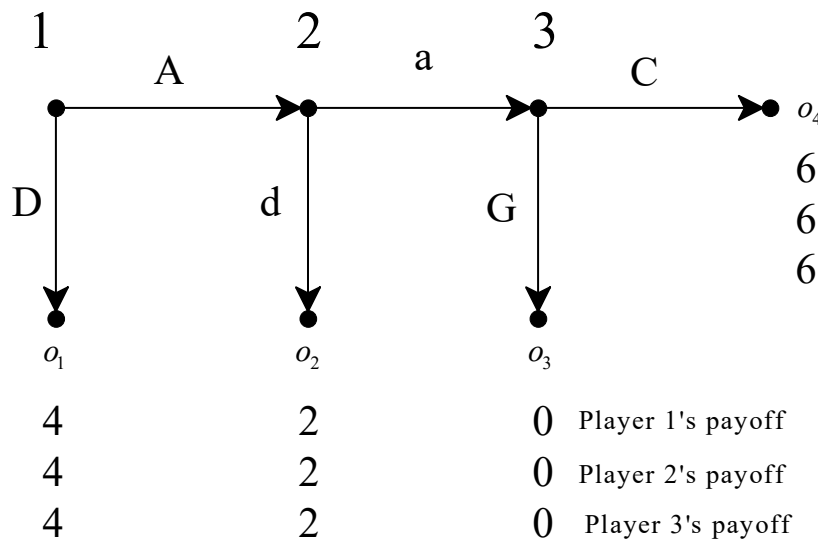 1 2 3
A a C
o4
6
6
6
D d G
o1 o2 o3
4 2 0 Player 1's payoff
4 2 0 Player 2's payoff
4 2 0 Player 3's payoff